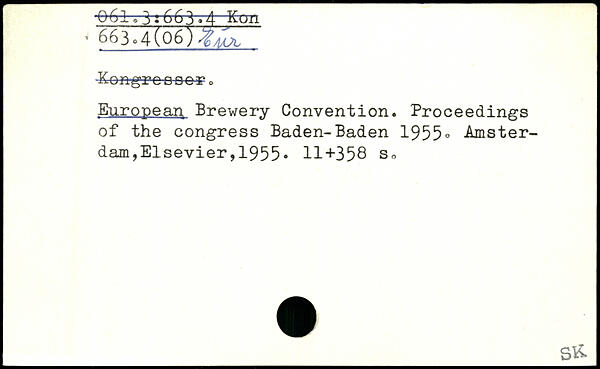 061.3:663.4 Kon
663.4(06) Eur
Kongresser.
European Brewery Convention. Proceedings
of the congress Baden-Baden 1955. Amster-
dam,Elsevier,1955. 11+358 s.
SK